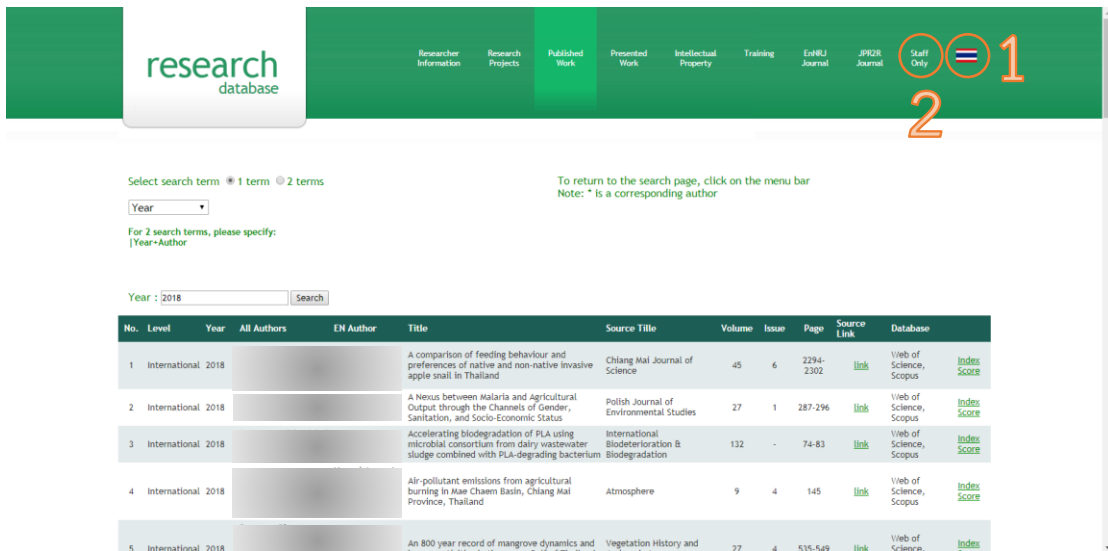 research
database
Researcher
Information
Research
Projects
Published
Work
Presented
Work
Intellectual
Property
Training
EnNRJ
Journal
JPR2R
Journal
Staff
Only
1
2
Select search term 1 term 2 terms
Year
For 2 search terms, please specify:
|Year+Author
To return to the search page, click on the menu bar
Note: * is a corresponding author
Year : 2018 Search
No. Level Year All Authors EN Author Title Source Title Volume Issue Page Source Link Database
1 International 2018
A comparison of feeding behaviour and
preferences of native and non-native invasive
apple snail in Thailand
Chiang Mai Journal of
Science
45 6 2294-
2302
link
Web of
Science,
Scopus
Index
Score
2 International 2018
A Nexus between Malaria and Agricultural
Output through the Channels of Gender,
Sanitation, and Socio-Economic Status
Polish Journal of
Environmental Studies
27 1 287-296 link
Web of
Science,
Scopus
Index
Score
3 International 2018
Accelerating biodegradation of PLA using
microbial consortium from dairy wastewater
sludge combined with PLA-degrading bacterium
International
Biodeterioration &
Biodegradation
132 - 74-83 link
Web of
Science,
Scopus
Index
Score
4 International 2018
Air-pollutant emissions from agricultural
burning in Mae Chaem Basin, Chiang Mai
Province, Thailand
Atmosphere
9 4 145 link
Web of
Science,
Scopus
Index
Score
5 International 2018
An 800 year record of mangrove dynamics and
Vegetation History and
27 4 535-549 link
Web of
Science,
Index
Score